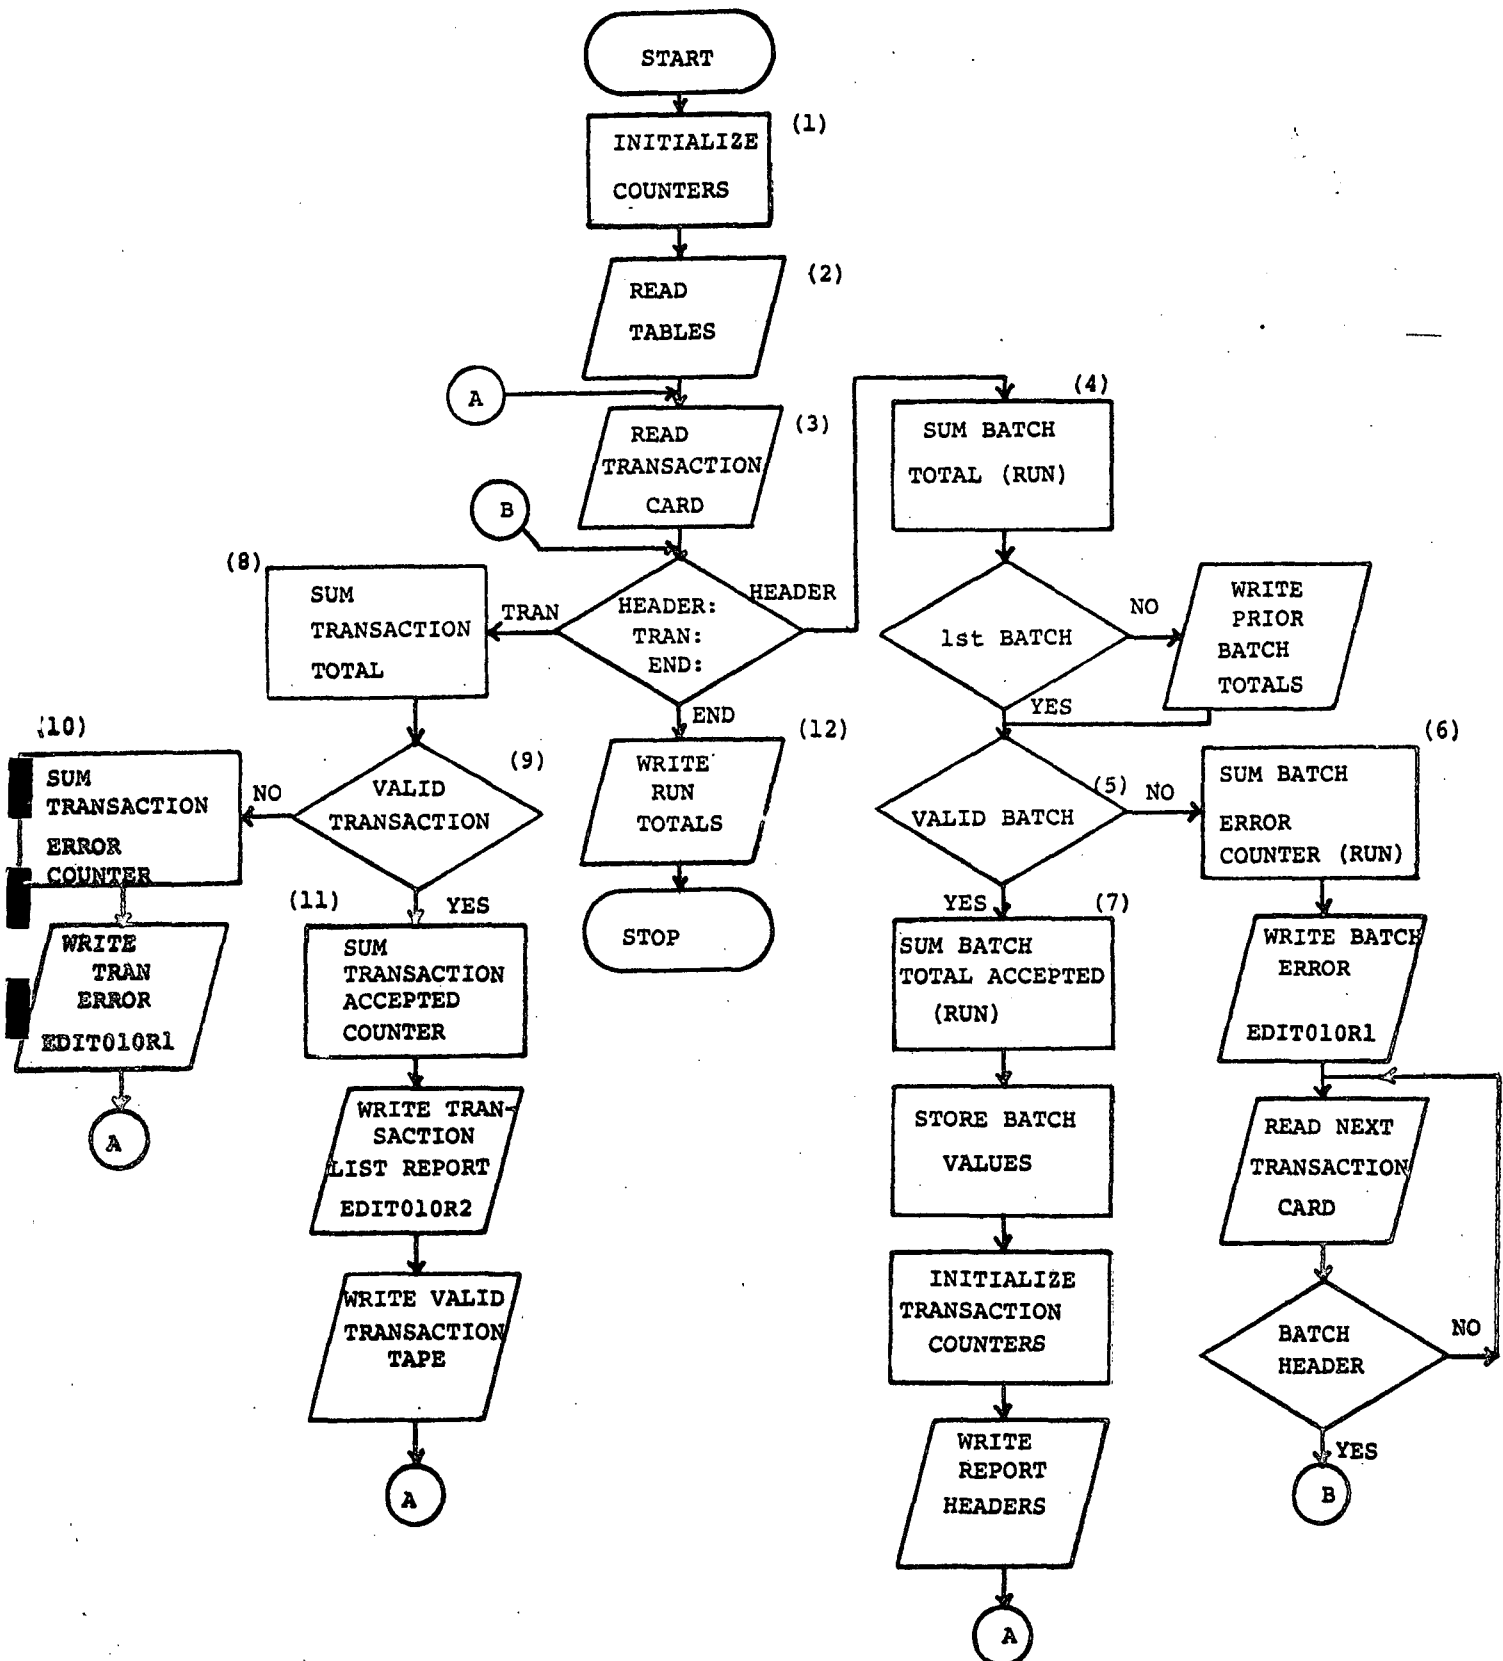 START
(1)
INITIALIZE
COUNTERS
(2)
READ
TABLES
A
(3)
READ
TRANSACTION
CARD
B
HEADER:
TRAN:
END:
TRAN
HEADER
END
(4)
SUM BATCH
TOTAL (RUN)
1st BATCH
NO
YES
WRITE
PRIOR
BATCH
TOTALS
(8)
SUM
TRANSACTION
TOTAL
(9)
VALID
TRANSACTION
NO
YES
(10)
SUM
TRANSACTION
ERROR
COUNTER
WRITE
TRAN
ERROR
EDIT010R1
A
(11)
SUM
TRANSACTION
ACCEPTED
COUNTER
WRITE TRAN-
SACTION
LIST REPORT
EDIT010R2
WRITE VALID
TRANSACTION
TAPE
A
(12)
WRITE
RUN
TOTALS
STOP
(5)
VALID BATCH
NO
YES
(6)
SUM BATCH
ERROR
COUNTER (RUN)
WRITE BATCH
ERROR
EDIT010R1
READ NEXT
TRANSACTION
CARD
BATCH
HEADER
NO
YES
B
(7)
SUM BATCH
TOTAL ACCEPTED
(RUN)
STORE BATCH
VALUES
INITIALIZE
TRANSACTION
COUNTERS
WRITE
REPORT
HEADERS
A